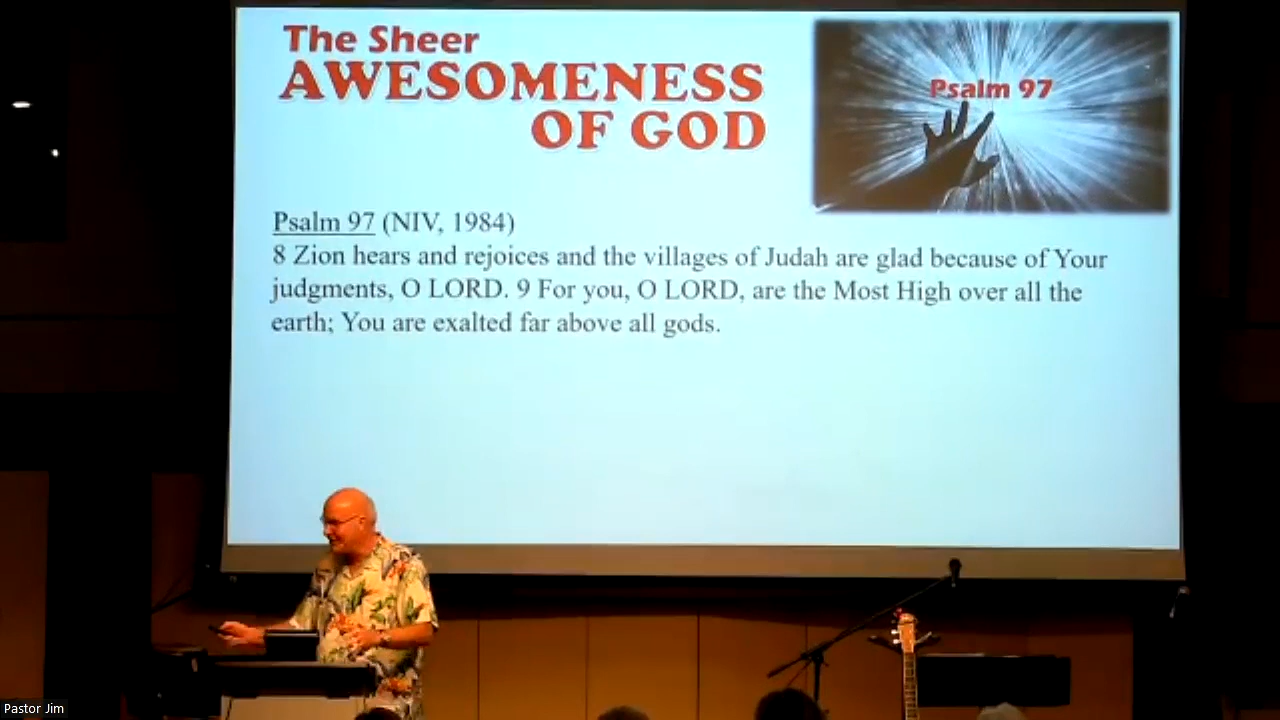 The Sheer
AWESOMENESS
OF GOD
Psalm 97
Psalm 97 (NIV, 1984)
8 Zion hears and rejoices and the villages of Judah are glad because of Your
judgments, O LORD. 9 For you, O LORD, are the Most High over all the
earth; You are exalted far above all gods.
Pastor Jim